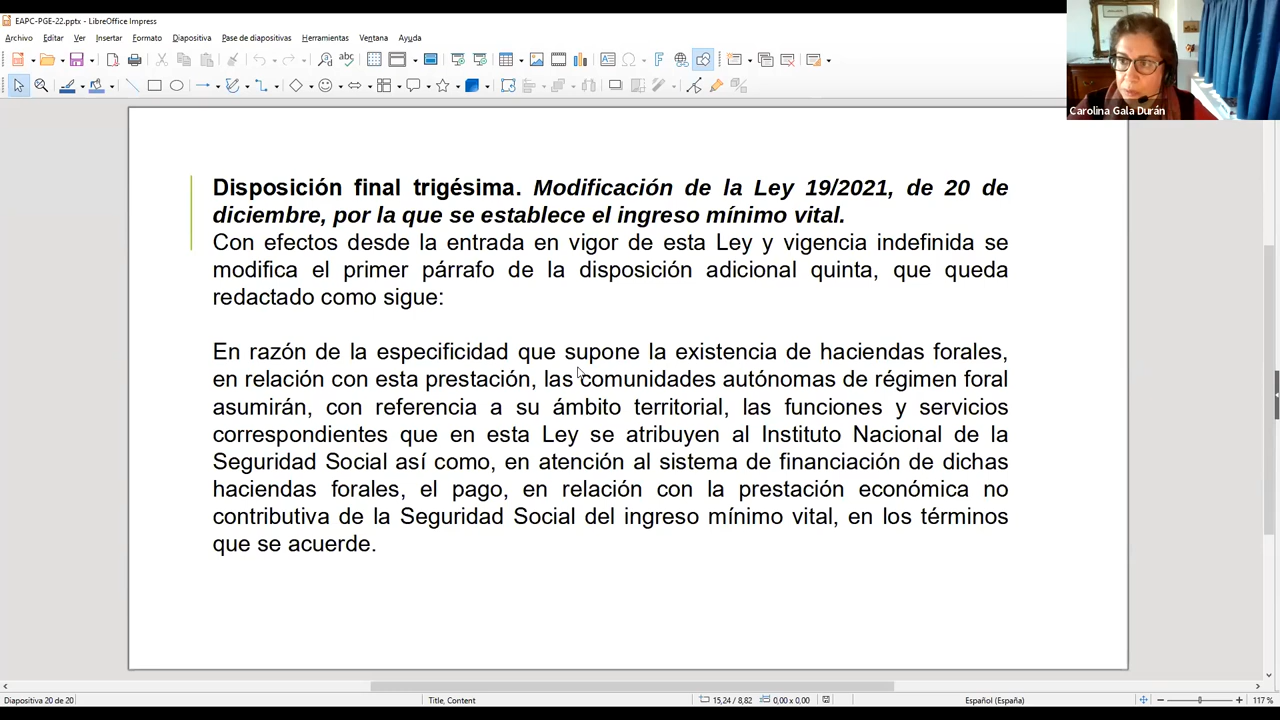 EAPC-PGE-22.pptx - LibreOffice Impress
Archivo Editar Ver Insertar Formato Diapositiva Pase de diapositivas Herramientas Ventana Ayuda
Carolina Gala Durán
Disposición final trigésima. Modificación de la Ley 19/2021, de 20 de
diciembre, por la que se establece el ingreso mínimo vital.
Con efectos desde la entrada en vigor de esta Ley y vigencia indefinida se
modifica el primer párrafo de la disposición adicional quinta, que queda
redactado como sigue:
En razón de la especificidad que supone la existencia de haciendas forales,
en relación con esta prestación, las comunidades autónomas de régimen foral
asumirán, con referencia a su ámbito territorial, las funciones y servicios
correspondientes que en esta Ley se atribuyen al Instituto Nacional de la
Seguridad Social así como, en atención al sistema de financiación de dichas
haciendas forales, el pago, en relación con la prestación económica no
contributiva de la Seguridad Social del ingreso mínimo vital, en los términos
que se acuerde.
Diapositiva 20 de 20 Title, Content 15,24 / 8,82 0,00 x 0,00 Español (España) 117 %